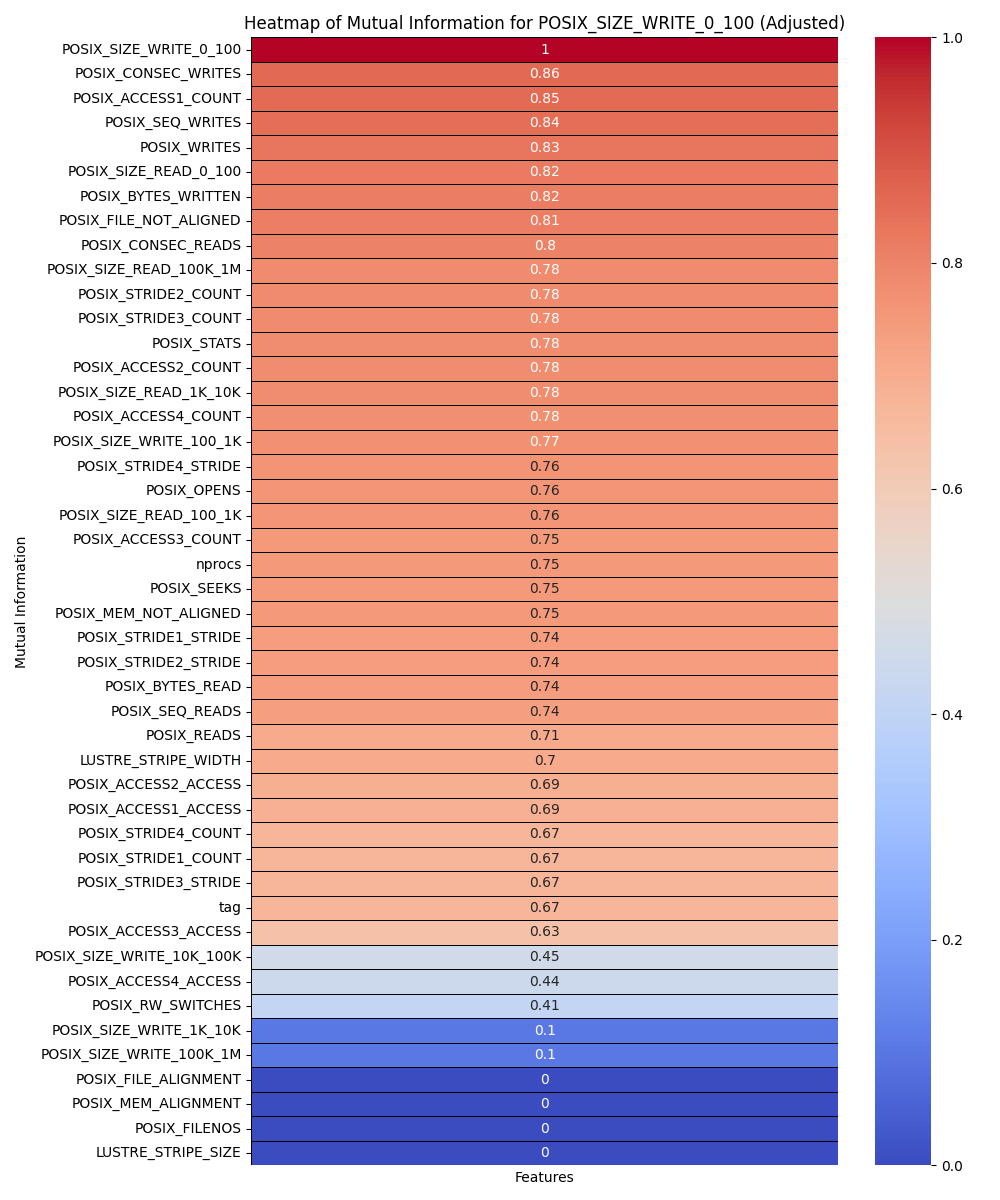 Heatmap of Mutual Information for POSIX_SIZE_WRITE_0_100 (Adjusted)
POSIX_SIZE_WRITE_0_100 1
POSIX_CONSEC_WRITES 0.86
POSIX_ACCESS1_COUNT 0.85
POSIX_SEQ_WRITES 0.84
POSIX_WRITES 0.83
POSIX_SIZE_READ_0_100 0.82
POSIX_BYTES_WRITTEN 0.82
POSIX_FILE_NOT_ALIGNED 0.81
POSIX_CONSEC_READS 0.8
POSIX_SIZE_READ_100K_1M 0.78
POSIX_STRIDE2_COUNT 0.78
POSIX_STRIDE3_COUNT 0.78
POSIX_STATS 0.78
POSIX_ACCESS2_COUNT 0.78
POSIX_SIZE_READ_1K_10K 0.78
POSIX_ACCESS4_COUNT 0.78
POSIX_SIZE_WRITE_100_1K 0.77
POSIX_STRIDE4_STRIDE 0.76
POSIX_OPENS 0.76
POSIX_SIZE_READ_100_1K 0.76
POSIX_ACCESS3_COUNT 0.75
nprocs 0.75
POSIX_SEEKS 0.75
POSIX_MEM_NOT_ALIGNED 0.75
POSIX_STRIDE1_STRIDE 0.74
POSIX_STRIDE2_STRIDE 0.74
POSIX_BYTES_READ 0.74
POSIX_SEQ_READS 0.74
POSIX_READS 0.71
LUSTRE_STRIPE_WIDTH 0.7
POSIX_ACCESS2_ACCESS 0.69
POSIX_ACCESS1_ACCESS 0.69
POSIX_STRIDE4_COUNT 0.67
POSIX_STRIDE1_COUNT 0.67
POSIX_STRIDE3_STRIDE 0.67
tag 0.67
POSIX_ACCESS3_ACCESS 0.63
POSIX_SIZE_WRITE_10K_100K 0.45
POSIX_ACCESS4_ACCESS 0.44
POSIX_RW_SWITCHES 0.41
POSIX_SIZE_WRITE_1K_10K 0.1
POSIX_SIZE_WRITE_100K_1M 0.1
POSIX_FILE_ALIGNMENT 0
POSIX_MEM_ALIGNMENT 0
POSIX_FILENOS 0
LUSTRE_STRIPE_SIZE 0
Mutual Information
Features
1.0
0.8
0.6
0.4
0.2
0.0